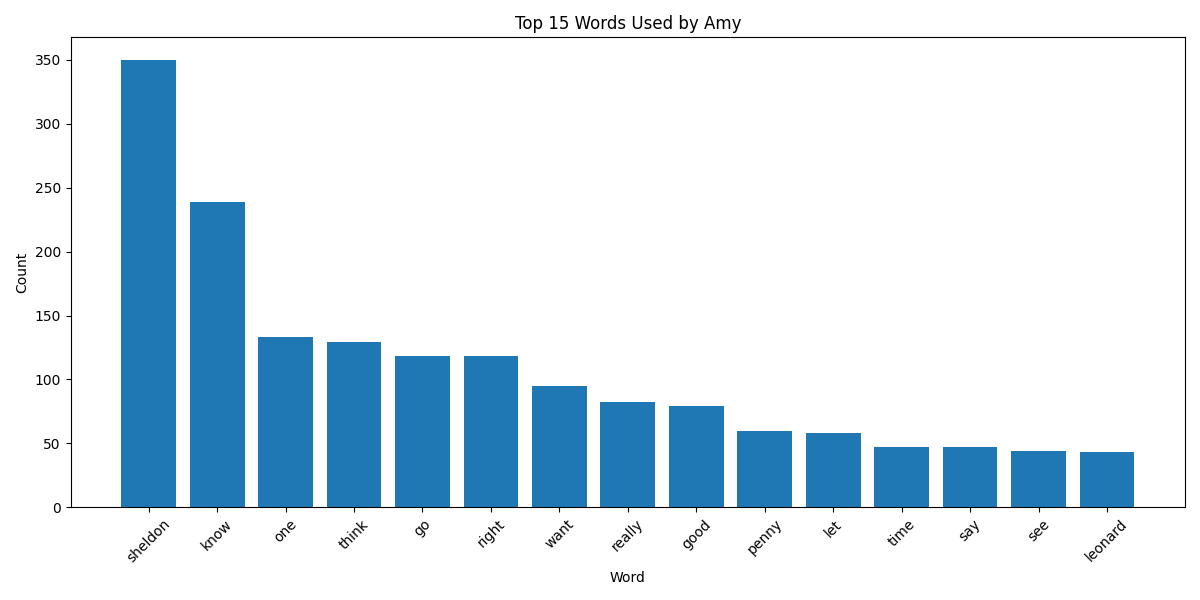 Top 15 Words Used by Amy
Count
350
300
250
200
150
100
50
0
sheldon
know
one
think
go
right
want
really
good
penny
let
time
say
see
leonard
Word